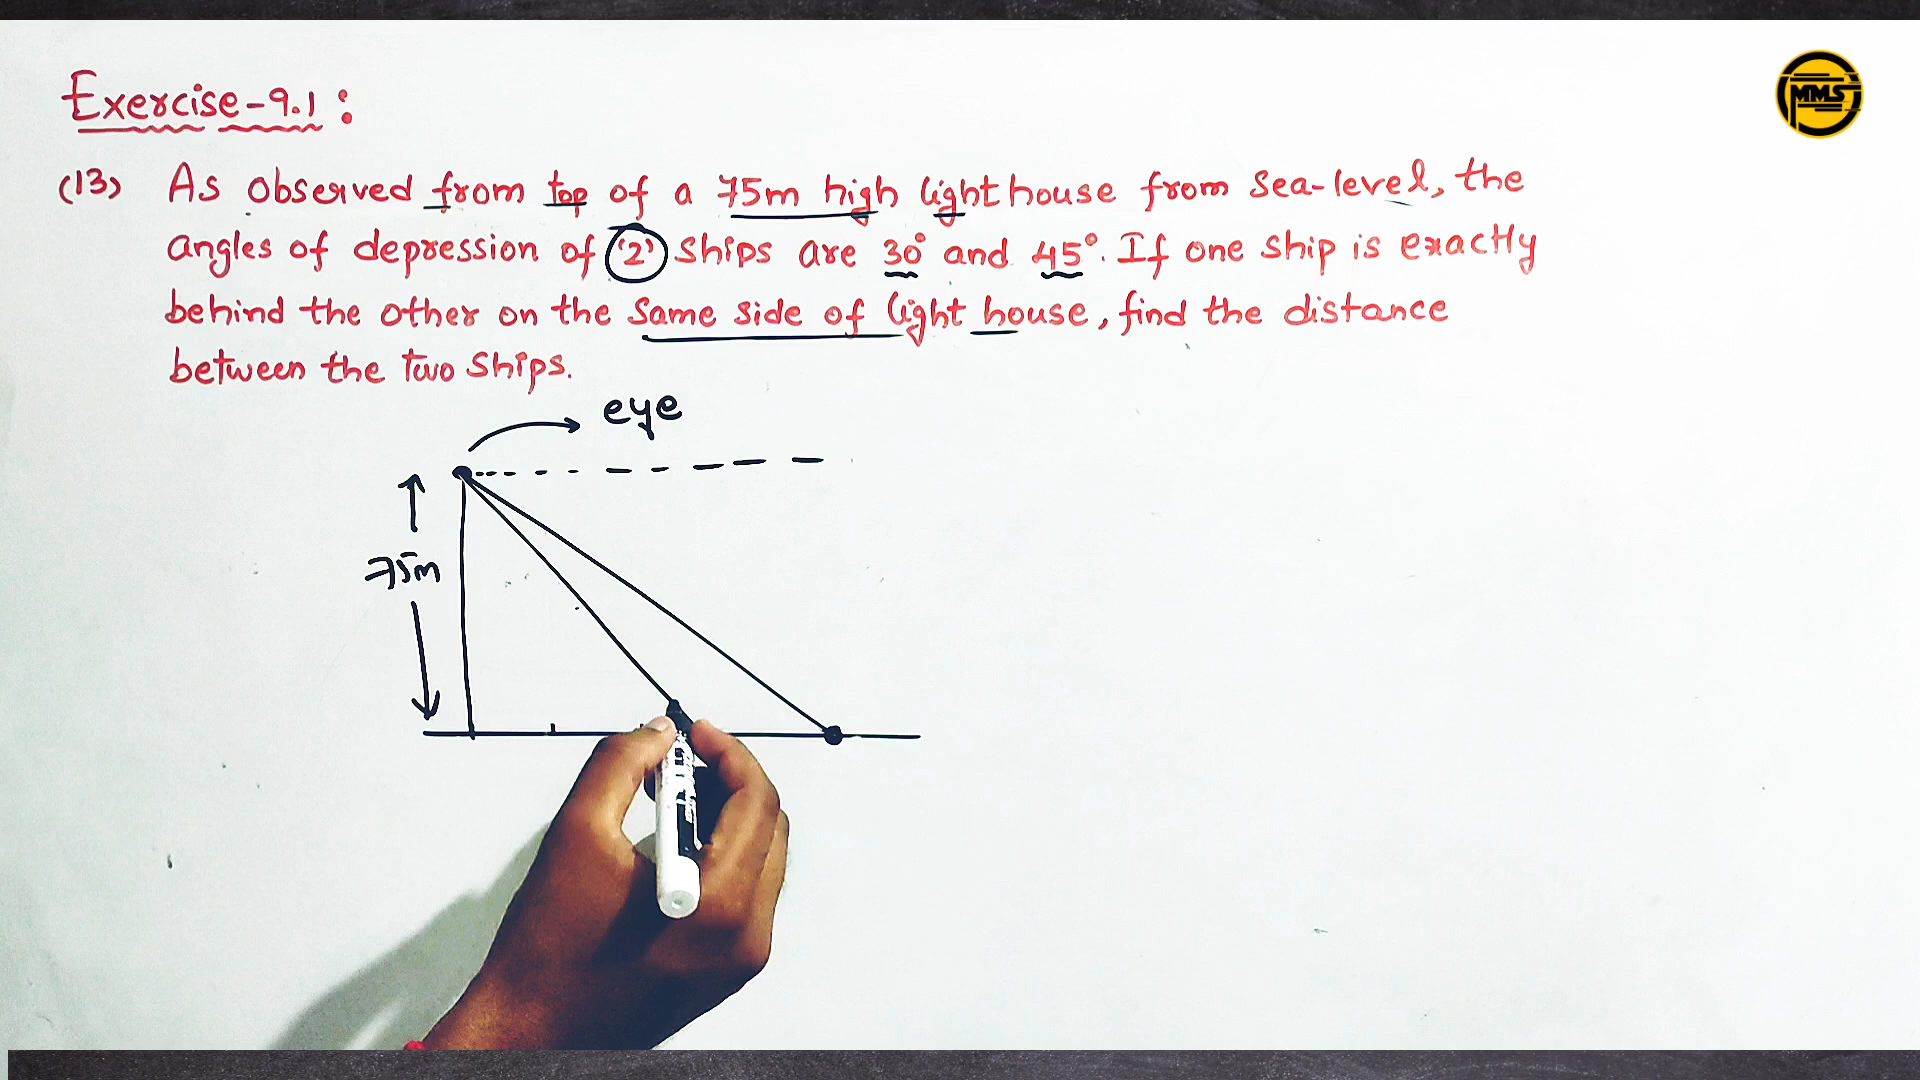 Exercise-9.1:
MMS
(13) As observed from top of a 75m high light house from sea-level, the
angles of depression of '2' ships are 30° and 45°. If one ship is exactly
behind the other on the same side of light house, find the distance
between the two ships.
eye
75m